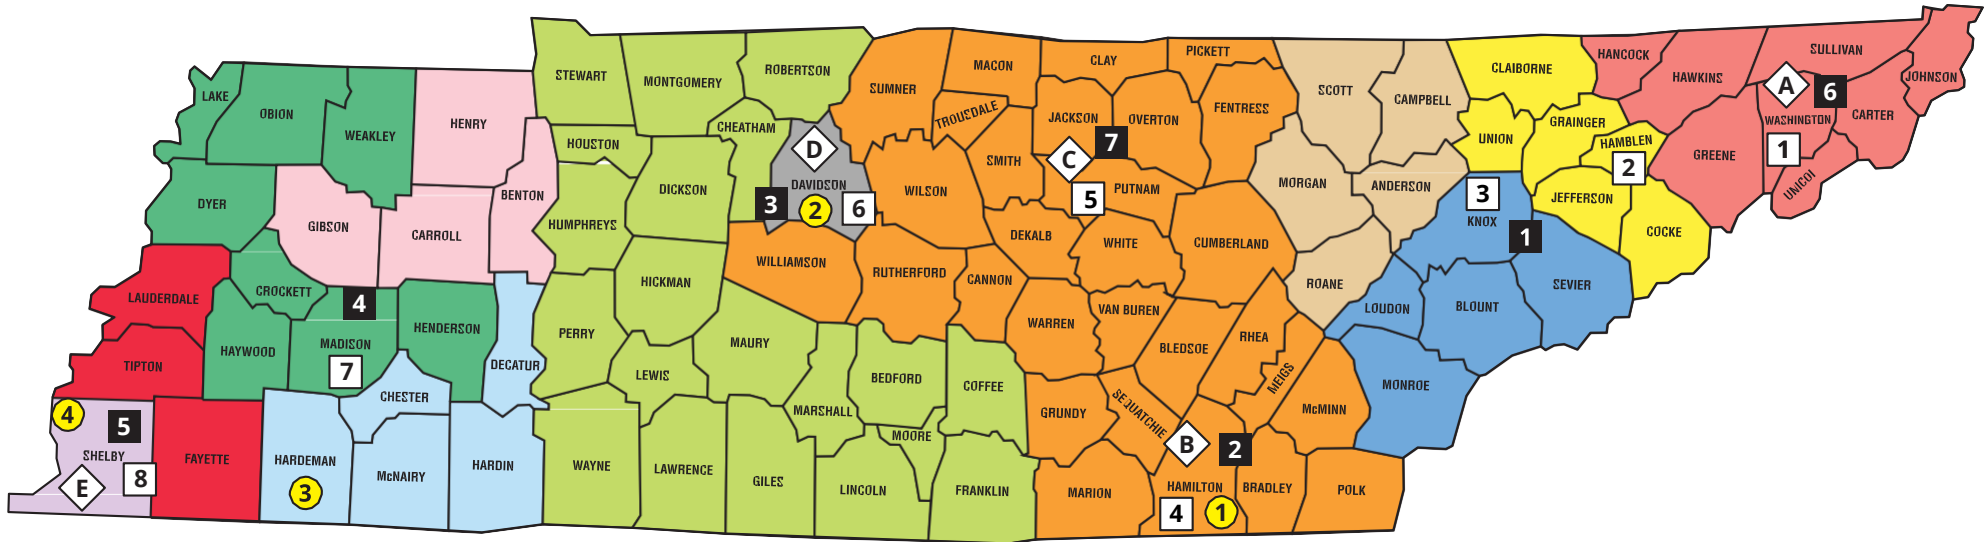 LAKE
OBION
WEAKLEY
HENRY
STEWART
MONTGOMERY
ROBERTSON
SUMNER
MACON
CLAY
PICKETT
SCOTT
CAMPBELL
CLAIBORNE
HANCOCK
HAWKINS
SULLIVAN
JOHNSON
A
6
WASHINGTON
CARTER
1
UNICOI
GREENE
HOUSTON
CHEATHAM
D
TROUSDALE
JACKSON
7
OVERTON
FENTRESS
UNION
GRAINGER
HAMBLEN
2
DYER
GIBSON
CARROLL
BENTON
HUMPHREYS
DICKSON
DAVIDSON
3
2
6
WILSON
SMITH
C
5
PUTNAM
MORGAN
ANDERSON
3
KNOX
1
JEFFERSON
COCKE
LAUDERDALE
CROCKETT
4
HENDERSON
DECATUR
PERRY
HICKMAN
WILLIAMSON
RUTHERFORD
CANNON
DEKALB
WHITE
CUMBERLAND
ROANE
LOUDON
BLOUNT
SEVIER
TIPTON
HAYWOOD
MADISON
7
CHESTER
LEWIS
MAURY
MARSHALL
BEDFORD
COFFEE
WARREN
VAN BUREN
BLEDSOE
RHEA
MEIGS
McMINN
MONROE
4
5
SHELBY
E
8
FAYETTE
HARDEMAN
3
McNAIRY
HARDIN
WAYNE
LAWRENCE
GILES
LINCOLN
MOORE
FRANKLIN
GRUNDY
SEQUATCHIE
MARION
B
2
HAMILTON
4
1
BRADLEY
POLK